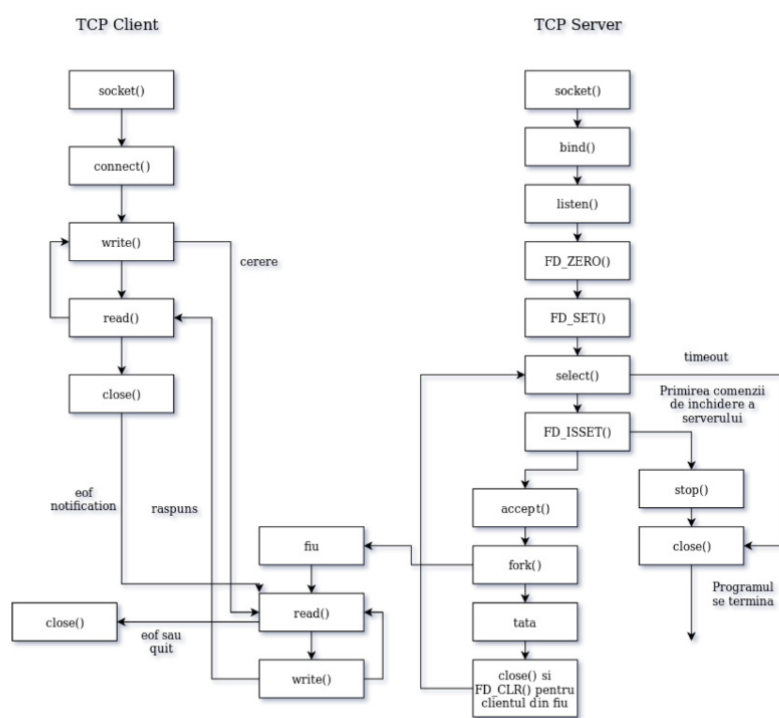 TCP Client
TCP Server
socket()
connect()
write()
cerere
read()
close()
eof
notification
raspuns
socket()
bind()
listen()
FD_ZERO()
FD_SET()
select()
timeout
Primirea comenzii
de inchidere a
serverului
FD_ISSET()
stop()
accept()
close()
fork()
Programul
se termina
tata
close() si
FD_CLR() pentru
clientul din fiu
fiu
read()
close()
eof sau
quit
write()